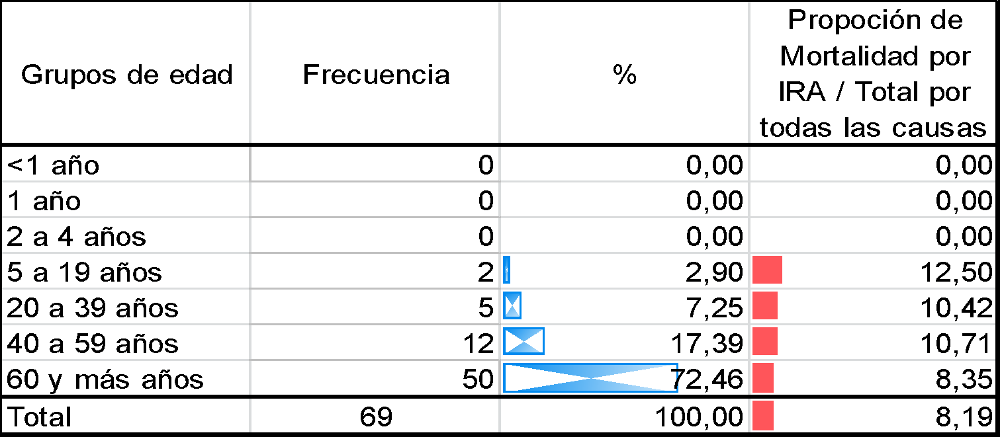 Grupos de edad Frecuencia % Propoción de
Mortalidad por
IRA / Total por
todas las causas
<1 año 0 0,00 0,00
1 año 0 0,00 0,00
2 a 4 años 0 0,00 0,00
5 a 19 años 2 2,90 12,50
20 a 39 años 5 7,25 10,42
40 a 59 años 12 17,39 10,71
60 y más años 50 72,46 8,35
Total 69 100,00 8,19